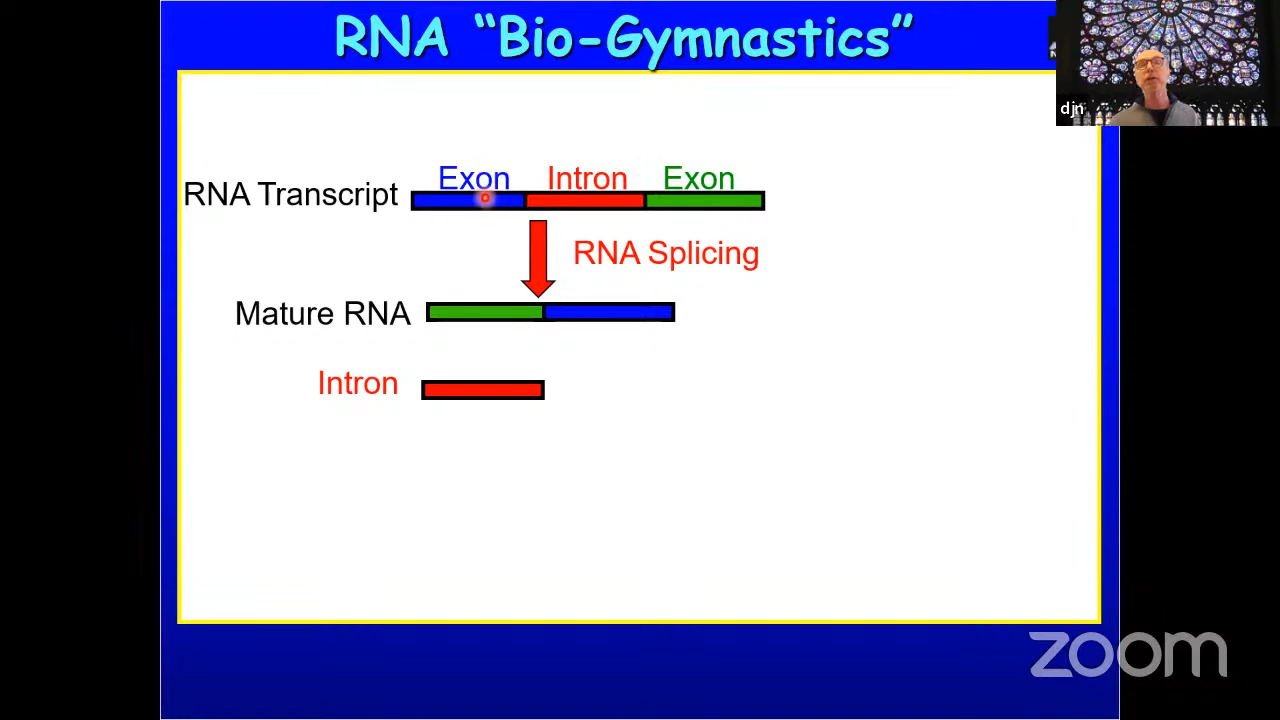 RNA “Bio-Gymnastics”
djn
Exon Intron Exon
RNA Transcript
RNA Splicing
Mature RNA
Intron
zoom